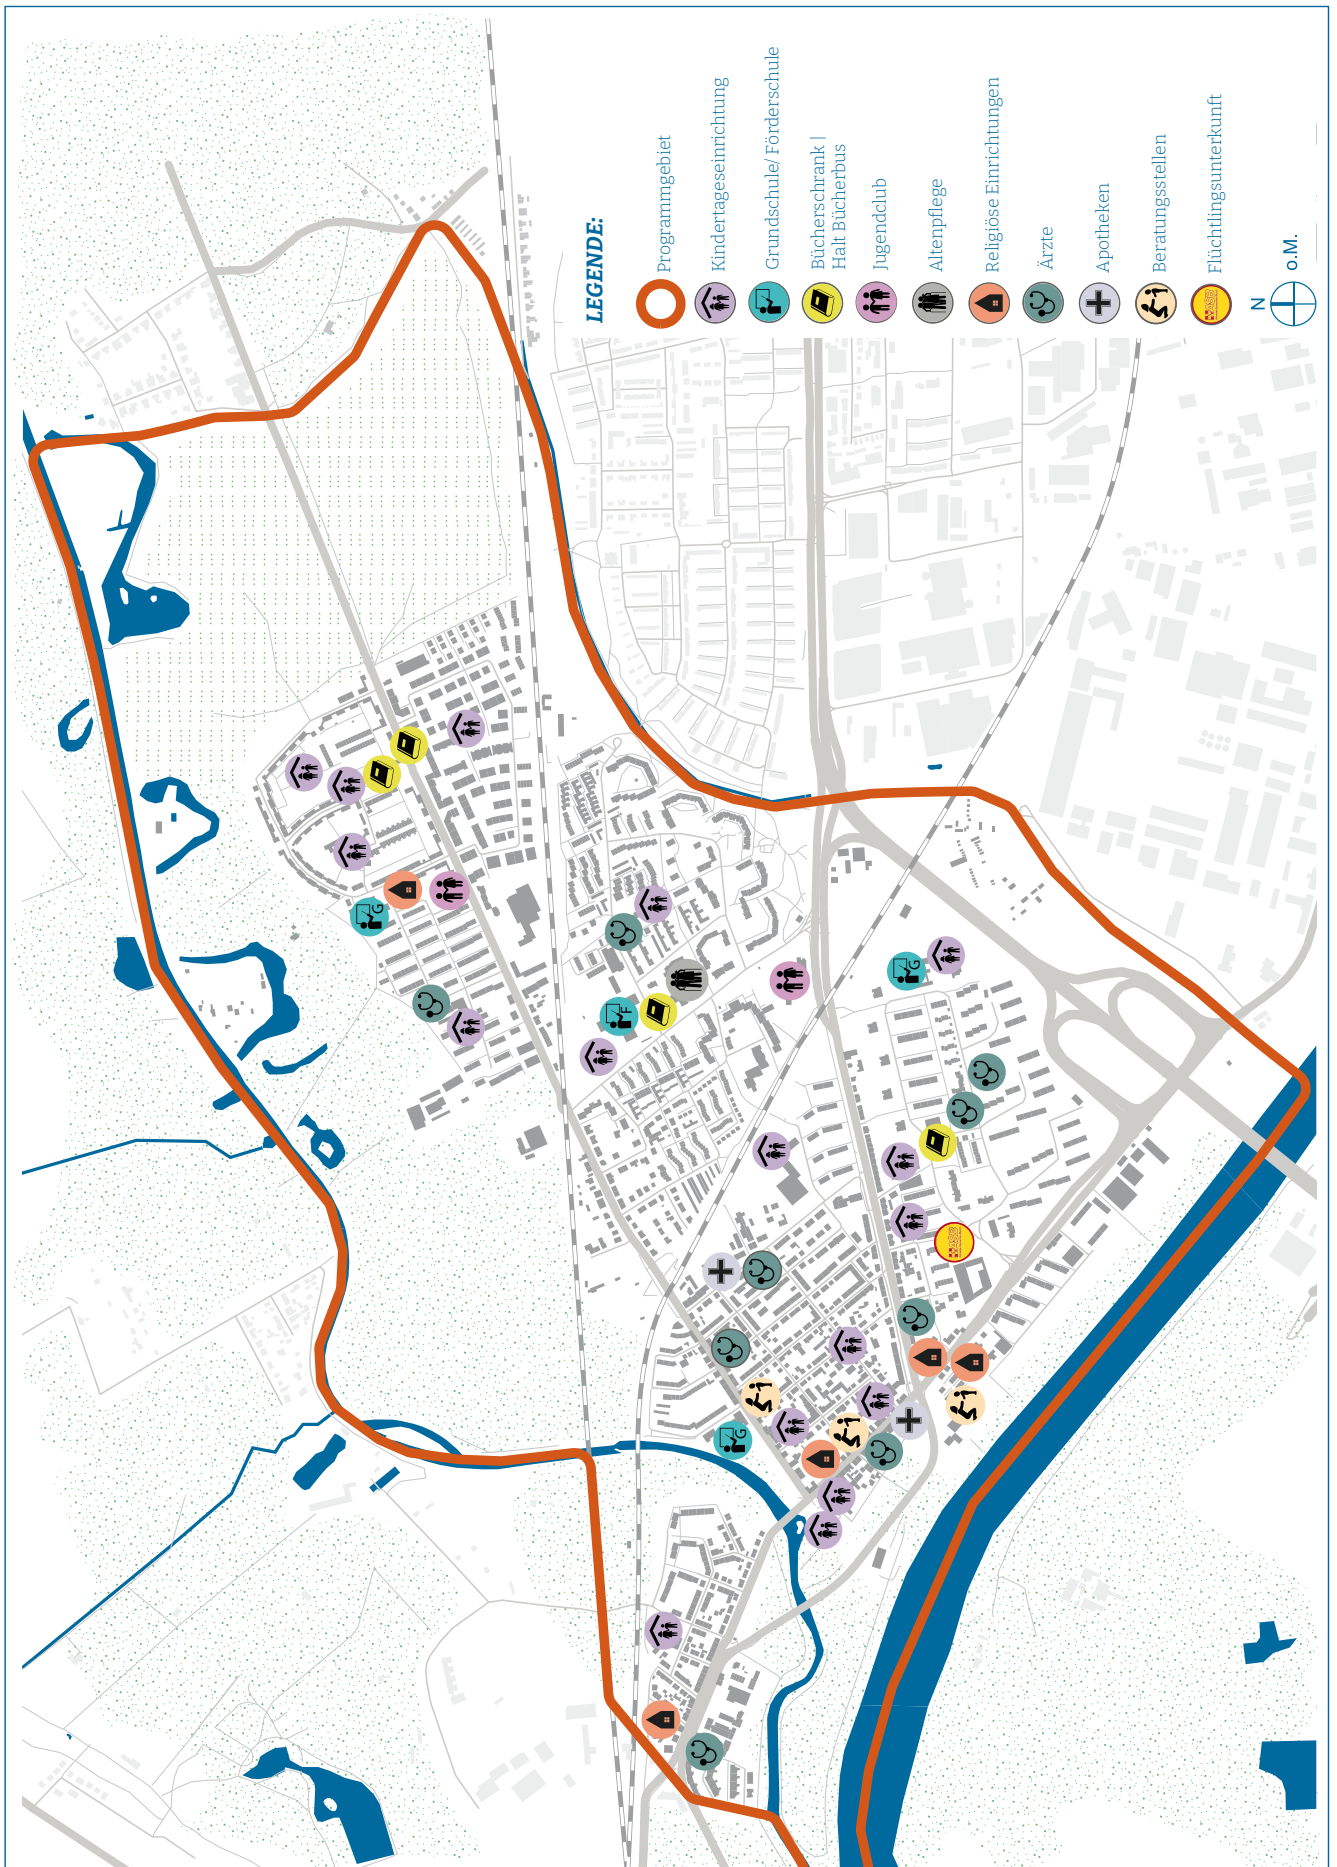 LEGENDE:
Programmgebiet
Kindertageseinrichtung
Grundschule/ Förderschule
Bücherschrank |
Halt Bücherbus
Jugendclub
Altenpflege
Religiöse Einrichtungen
Ärzte
Apotheken
Beratungsstellen
Flüchtlingsunterkunft
N
o.M.
G
F
G
G